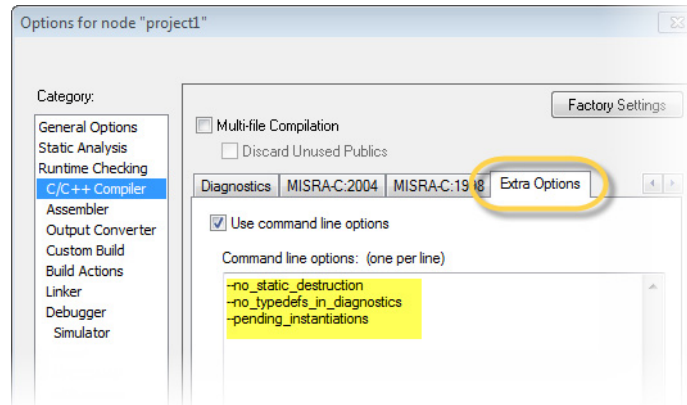 Options for node "project1"
Category:
General Options
Static Analysis
Runtime Checking
C/C++ Compiler
Assembler
Output Converter
Custom Build
Build Actions
Linker
Debugger
Simulator
Factory Settings
Multi-file Compilation
Discard Unused Publics
Diagnostics MISRA-C:2004 MISRA-C:1998 Extra Options
Use command line options
Command line options: (one per line)
--no_static_destruction
--no_typedefs_in_diagnostics
--pending_instantiations